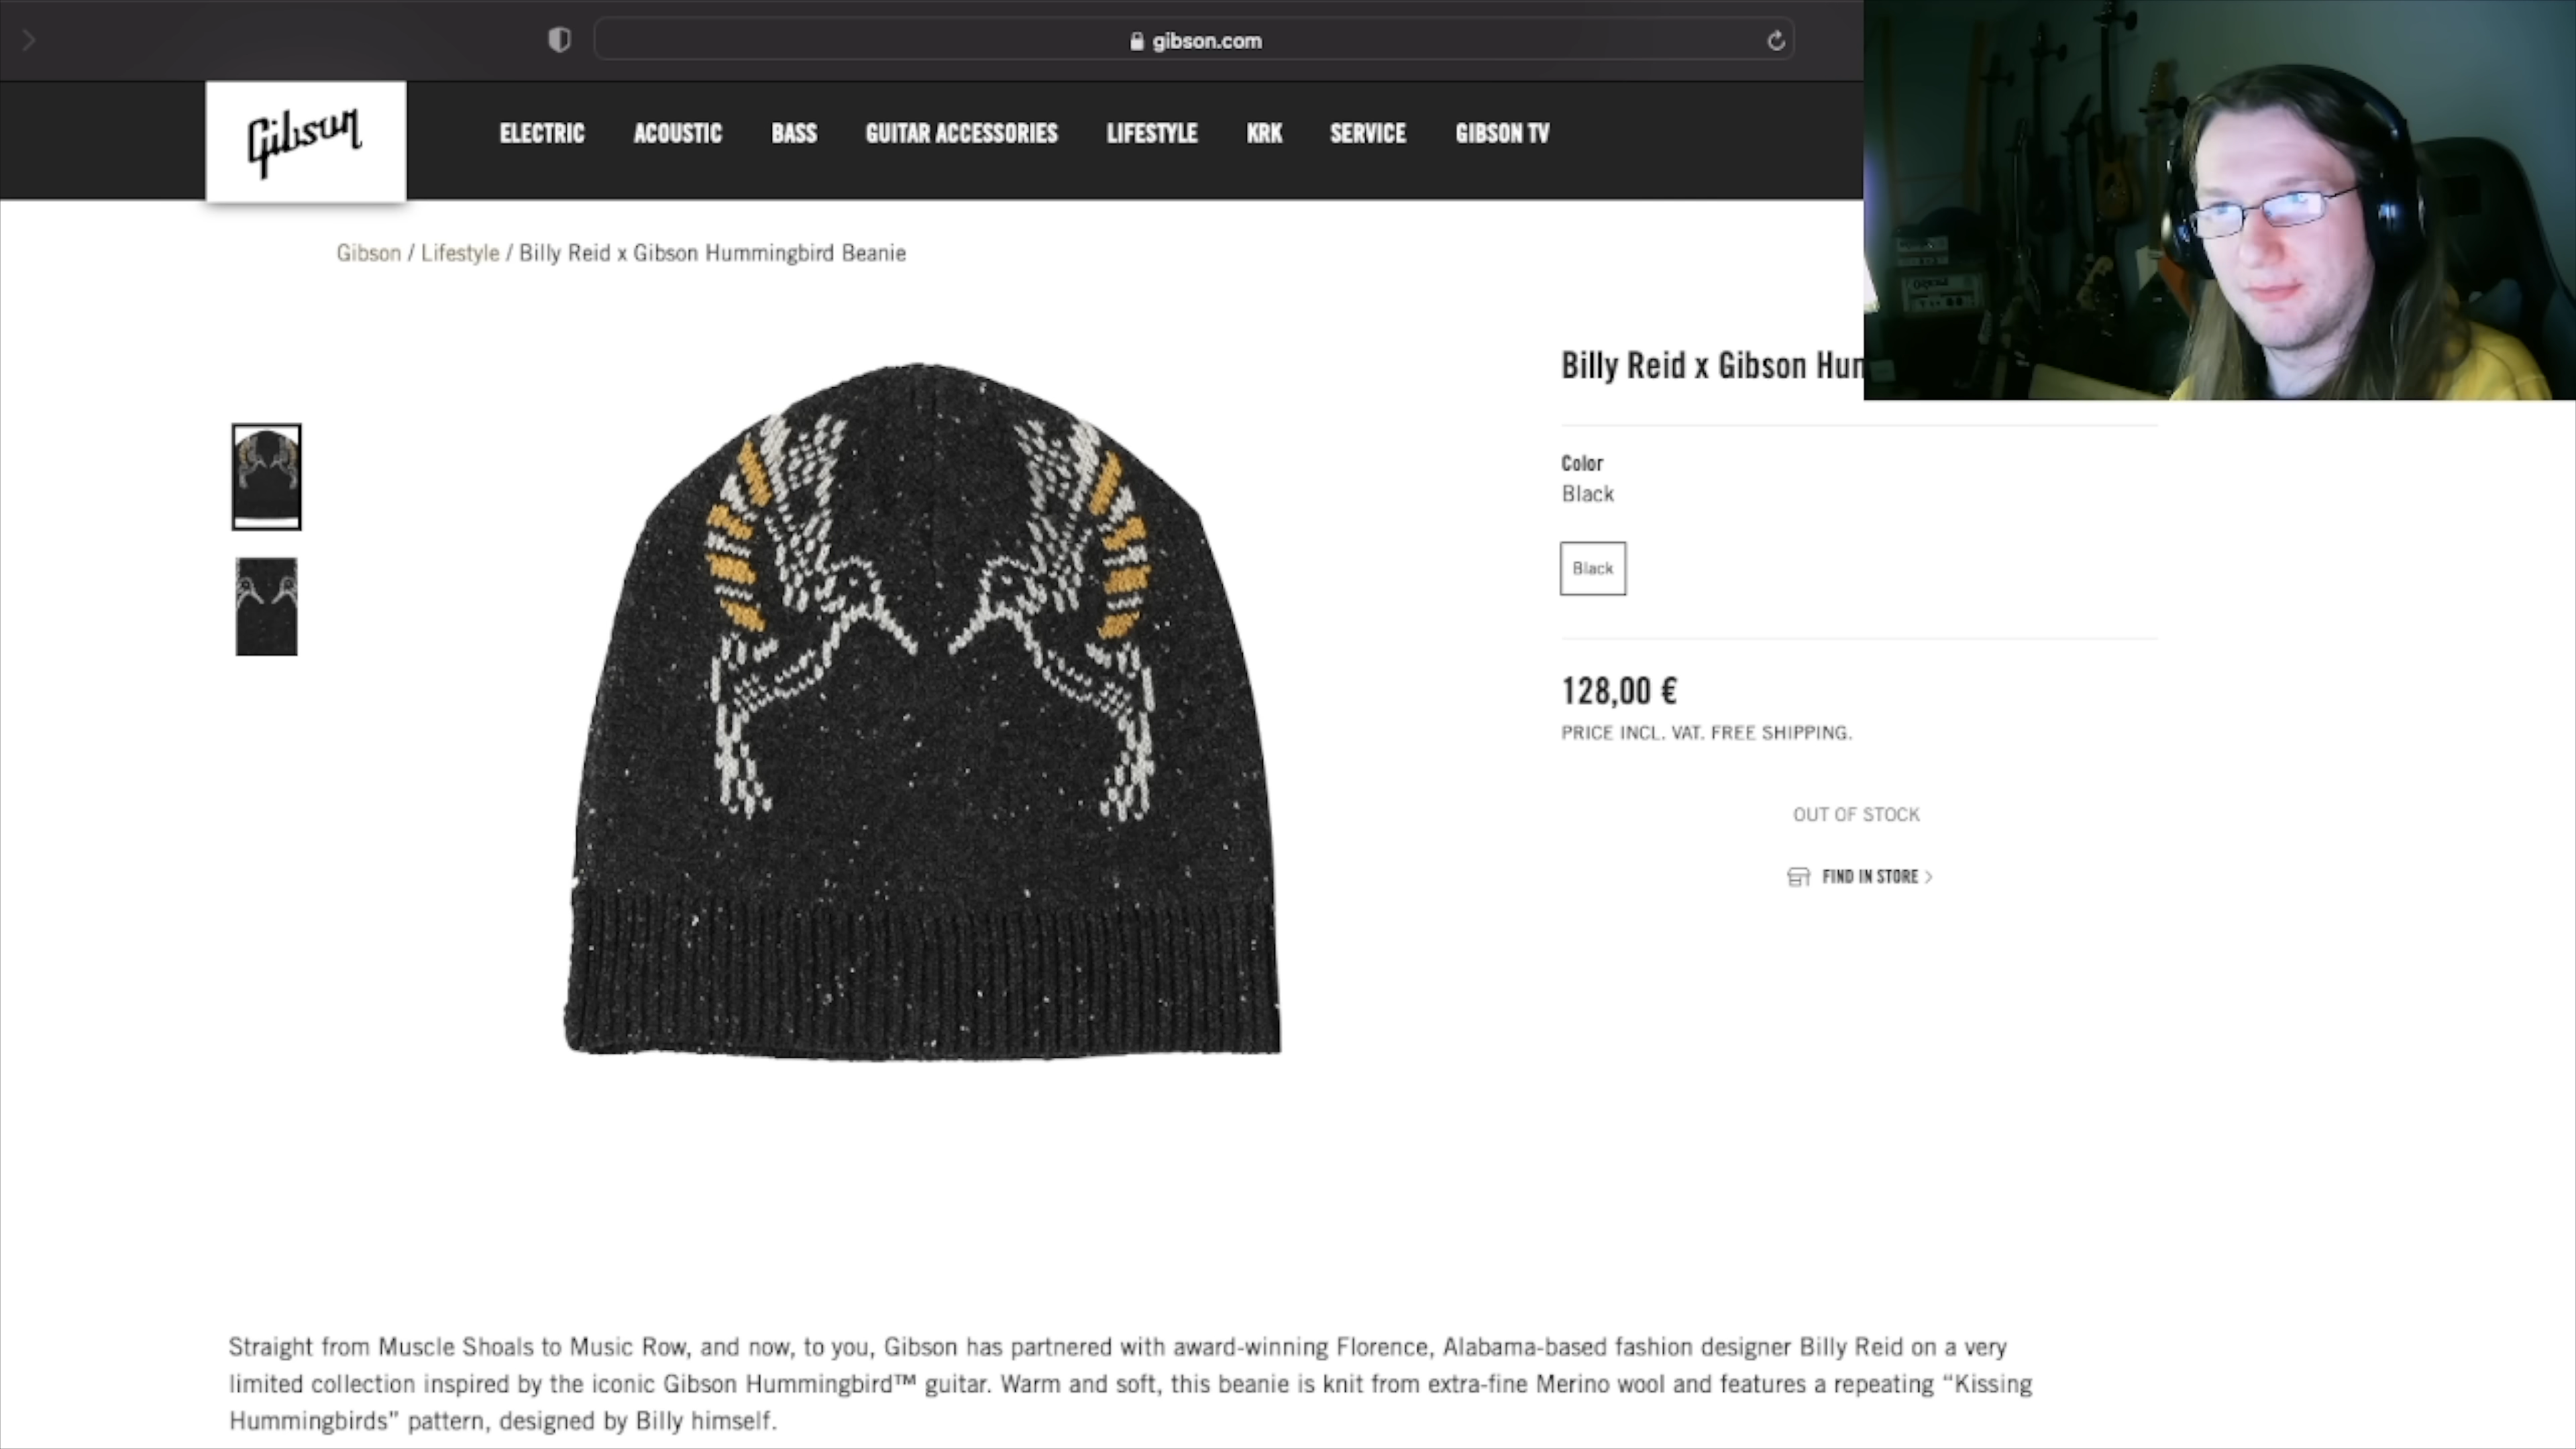 gibson.com
Gibson
ELECTRIC ACOUSTIC BASS GUITAR ACCESSORIES LIFESTYLE KRK SERVICE GIBSON TV
Gibson / Lifestyle / Billy Reid x Gibson Hummingbird Beanie
Orange
Billy Reid x Gibson Hum
Color
Black
Black
128,00 €
PRICE INCL. VAT. FREE SHIPPING.
OUT OF STOCK
FIND IN STORE >
Straight from Muscle Shoals to Music Row, and now, to you, Gibson has partnered with award-winning Florence, Alabama-based fashion designer Billy Reid on a very
limited collection inspired by the iconic Gibson Hummingbird™ guitar. Warm and soft, this beanie is knit from extra-fine Merino wool and features a repeating “Kissing
Hummingbirds” pattern, designed by Billy himself.